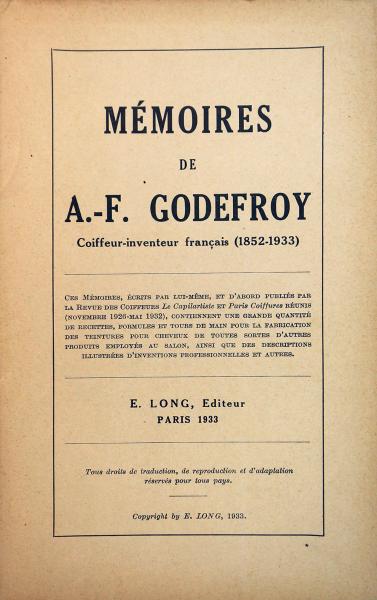 MÉMOIRES
DE
A.-F. GODEFROY
Coiffeur-inventeur français (1852-1933)
Ces Mémoires, écrits par lui-même, et d'abord publiés par
la Revue des Coiffeurs Le Capilartiste et Paris Coiffures réunis
(novembre 1926-mai 1932), contiennent une grande quantité
de recettes, formules et tours de main pour la fabrication
des teintures pour cheveux de toutes sortes d'autres
produits employés au salon, ainsi que des descriptions
illustrées d'inventions professionnelles et autres.
E. LONG, Editeur
PARIS 1933
Tous droits de traduction, de reproduction et d'adaptation
réservés pour tous pays.
Copyright by E. LONG, 1933.